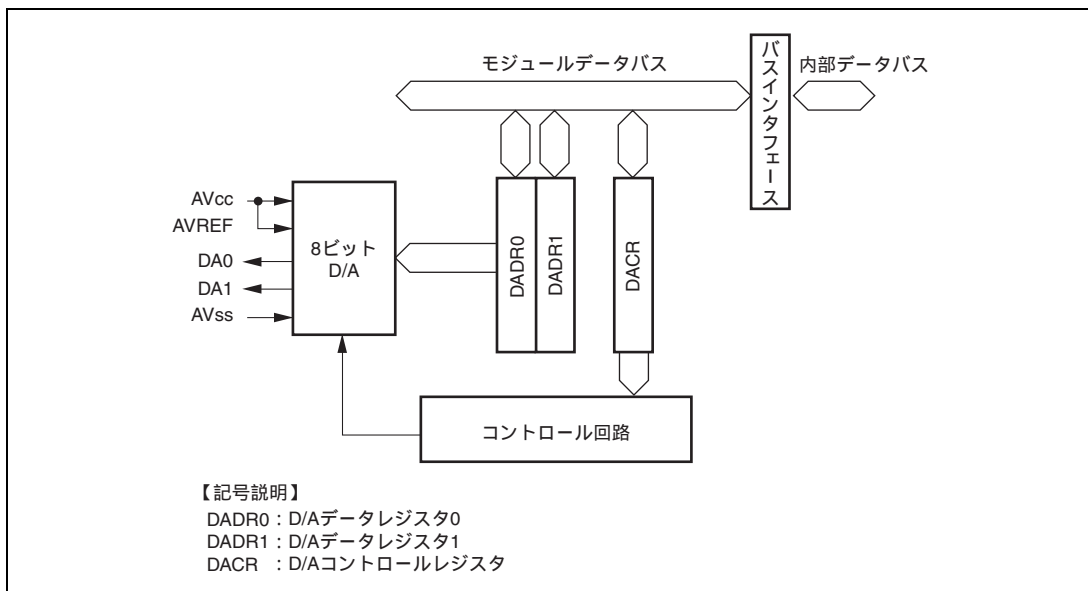 モジュールデータバス
バスインタフェース
内部データバス
AVcc
AVREF
DA0
DA1
AVss
8ビット
D/A
DADR0
DADR1
DACR
コントロール回路
【記号説明】
DADR0：D/Aデータレジスタ0
DADR1：D/Aデータレジスタ1
DACR ：D/Aコントロールレジスタ